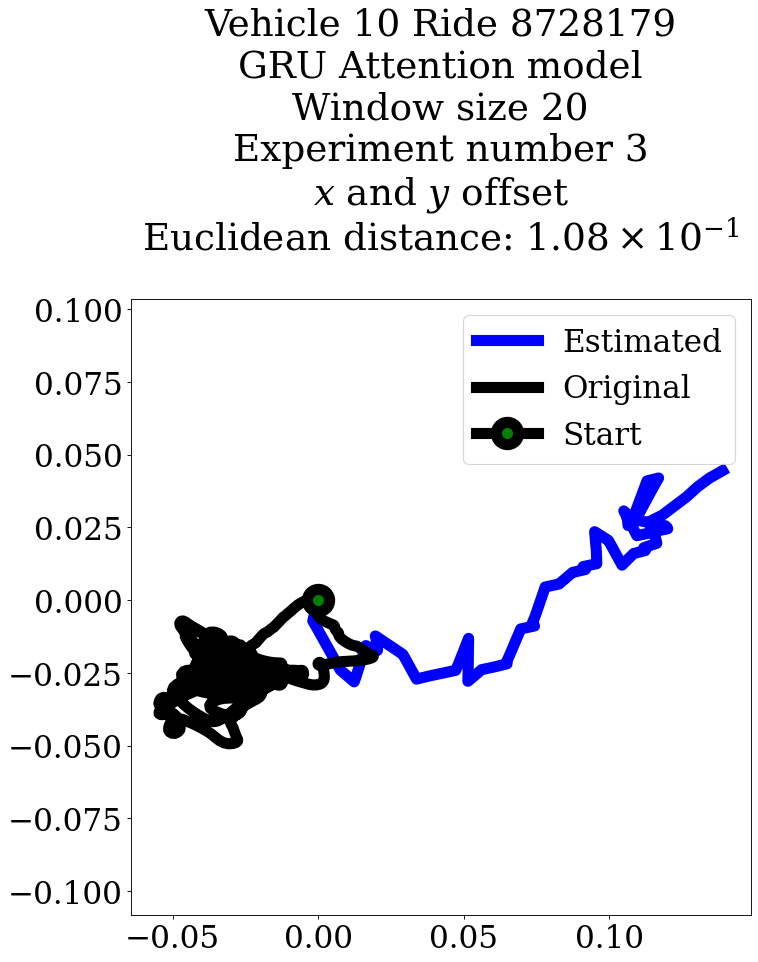 Vehicle 10 Ride 8728179
GRU Attention model
Window size 20
Experiment number 3
x and y offset
Euclidean distance: 1.08 × 10⁻¹
Estimated
Original
Start
0.100
0.075
0.050
0.025
0.000
−0.025
−0.050
−0.075
−0.100
−0.05 0.00 0.05 0.10